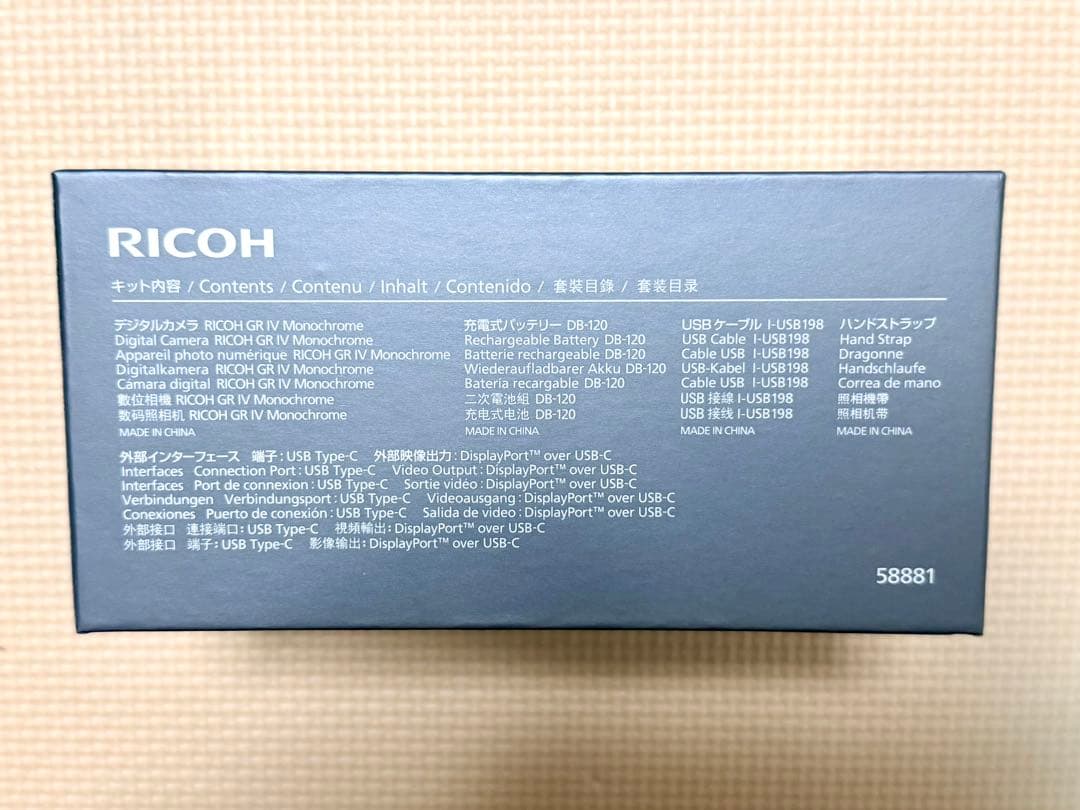 RICOH
キット内容 / Contents / Contenu / Inhalt / Contenido / 套裝目錄 / 套装目录
デジタルカメラ RICOH GR IV Monochrome 充電式バッテリー DB-120 USBケーブル I-USB198 ハンドストラップ
Digital Camera RICOH GR IV Monochrome Rechargeable Battery DB-120 USB Cable I-USB198 Hand Strap
Appareil photo numérique RICOH GR IV Monochrome Batterie rechargeable DB-120 Cable USB I-USB198 Dragonne
Digitalkamera RICOH GR IV Monochrome Wiederaufladbarer Akku DB-120 USB-Kabel I-USB198 Handschlaufe
Cámara digital RICOH GR IV Monochrome Batería recargable DB-120 Cable USB I-USB198 Correa de mano
數位相機 RICOH GR IV Monochrome 二次電池組 DB-120 USB 接線 I-USB198 照相機帶
数码照相机 RICOH GR IV Monochrome 充电式电池 DB-120 USB 接线 I-USB198 照相机带
MADE IN CHINA MADE IN CHINA MADE IN CHINA MADE IN CHINA
外部インターフェース 端子：USB Type-C 外部映像出力：DisplayPort™ over USB-C
Interfaces Connection Port : USB Type-C Video Output : DisplayPort™ over USB-C
Interfaces Port de connexion : USB Type-C Sortie vidéo : DisplayPort™ over USB-C
Verbindungen Verbindungsport : USB Type-C Videoausgang : DisplayPort™ over USB-C
Conexiones Puerto de conexión : USB Type-C Salida de video : DisplayPort™ over USB-C
外部接口 連接端口：USB Type-C 視頻輸出：DisplayPort™ over USB-C
外部接口 端子：USB Type-C 影像输出：DisplayPort™ over USB-C
58881